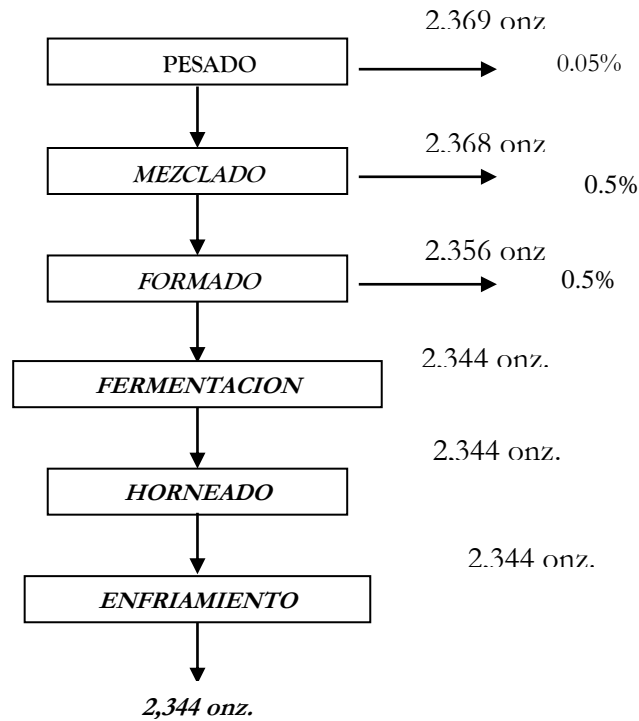 2.369 onz
PESADO
0.05%
2.368 onz
MEZCLADO
0.5%
2.356 onz
FORMADO
0.5%
2.344 onz.
FERMENTACION
2.344 onz.
HORNEADO
2.344 onz.
ENFRIAMIENTO
2,344 onz.